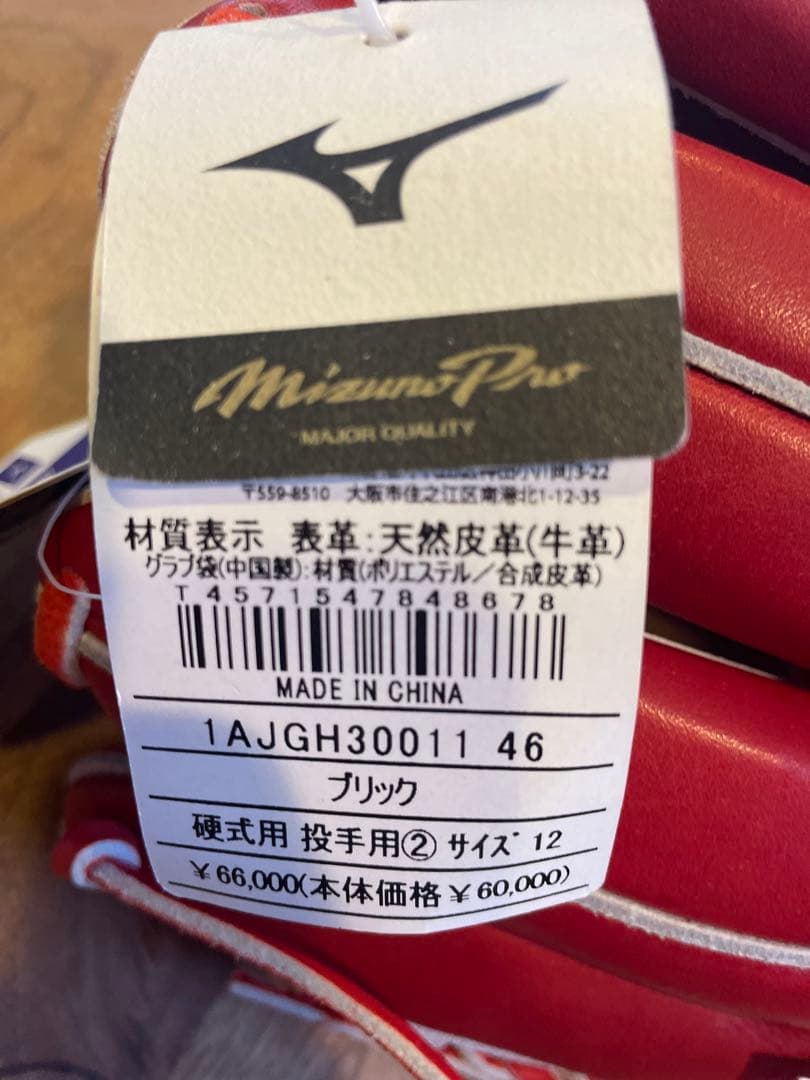 Mizuno Pro
MAJOR QUALITY
3-22
〒559-8510 大阪市住之江区南港北1-12-35
材質表示 表革:天然皮革(牛革)
グラブ袋(中国製):材質(ポリエステル/合成皮革)
T4571547848678
MADE IN CHINA
1AJGH30011 46
ブリック
硬式用 投手用② サイズ 12
¥66,000(本体価格¥60,000)